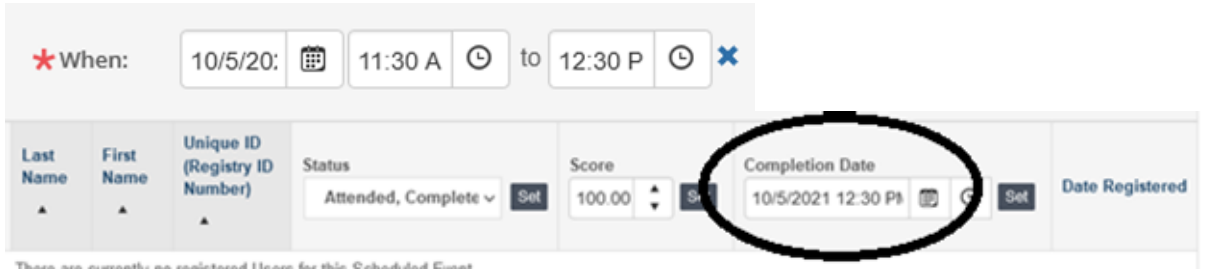 *When: 10/5/20: 11:30 A to 12:30 P
Last Name
First Name
Unique ID (Registry ID Number)
Status
Attended, Complete Set
Score
100.00
Completion Date
10/5/2021 12:30 PM Set
Date Registered
There are currently no registered Users for this Scheduled Event